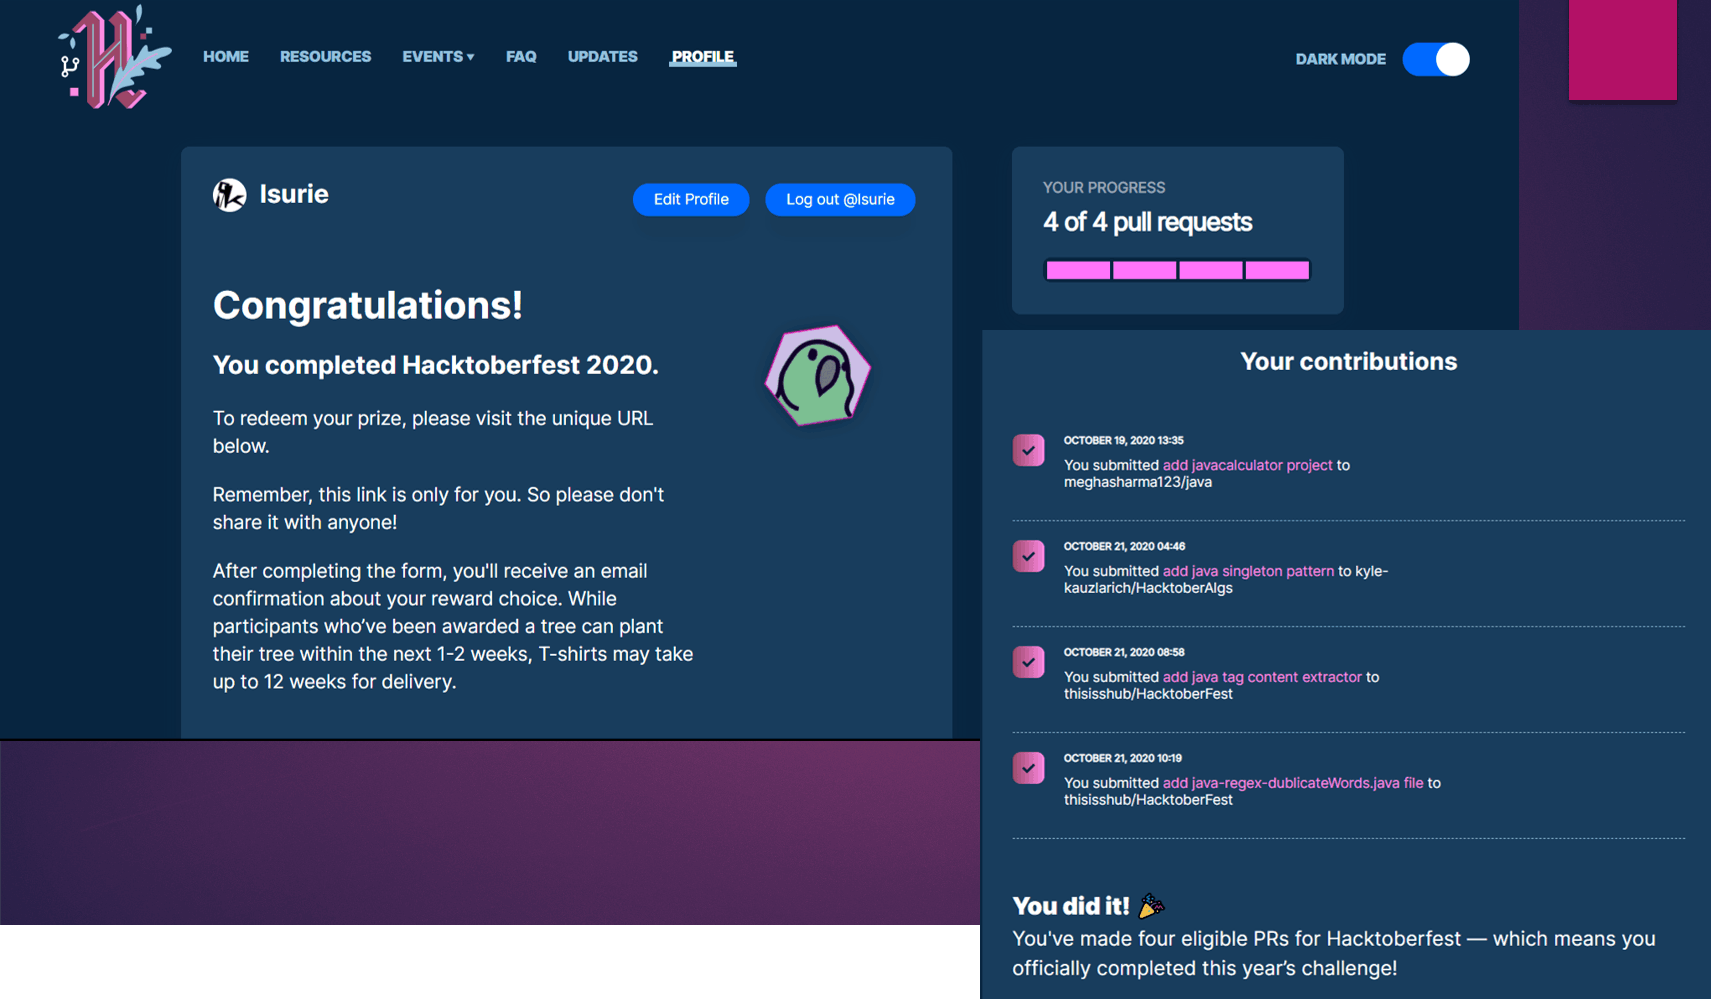 HOME RESOURCES EVENTS ▾ FAQ UPDATES PROFILE DARK MODE
Isurie
Edit Profile
Log out @Isurie
Congratulations!
You completed Hacktoberfest 2020.
To redeem your prize, please visit the unique URL
below.
Remember, this link is only for you. So please don't
share it with anyone!
After completing the form, you'll receive an email
confirmation about your reward choice. While
participants who’ve been awarded a tree can plant
their tree within the next 1-2 weeks, T-shirts may take
up to 12 weeks for delivery.
YOUR PROGRESS
4 of 4 pull requests
Your contributions
OCTOBER 19, 2020 13:35
You submitted add javacalculator project to
meghasharma123/java
OCTOBER 21, 2020 04:46
You submitted add java singleton pattern to kyle-
kauzlarich/HacktoberAlgs
OCTOBER 21, 2020 08:58
You submitted add java tag content extractor to
thisisshub/HacktoberFest
OCTOBER 21, 2020 10:19
You submitted add java-regex-dublicateWords.java file to
thisisshub/HacktoberFest
You did it! 🎉
You've made four eligible PRs for Hacktoberfest — which means you
officially completed this year’s challenge!